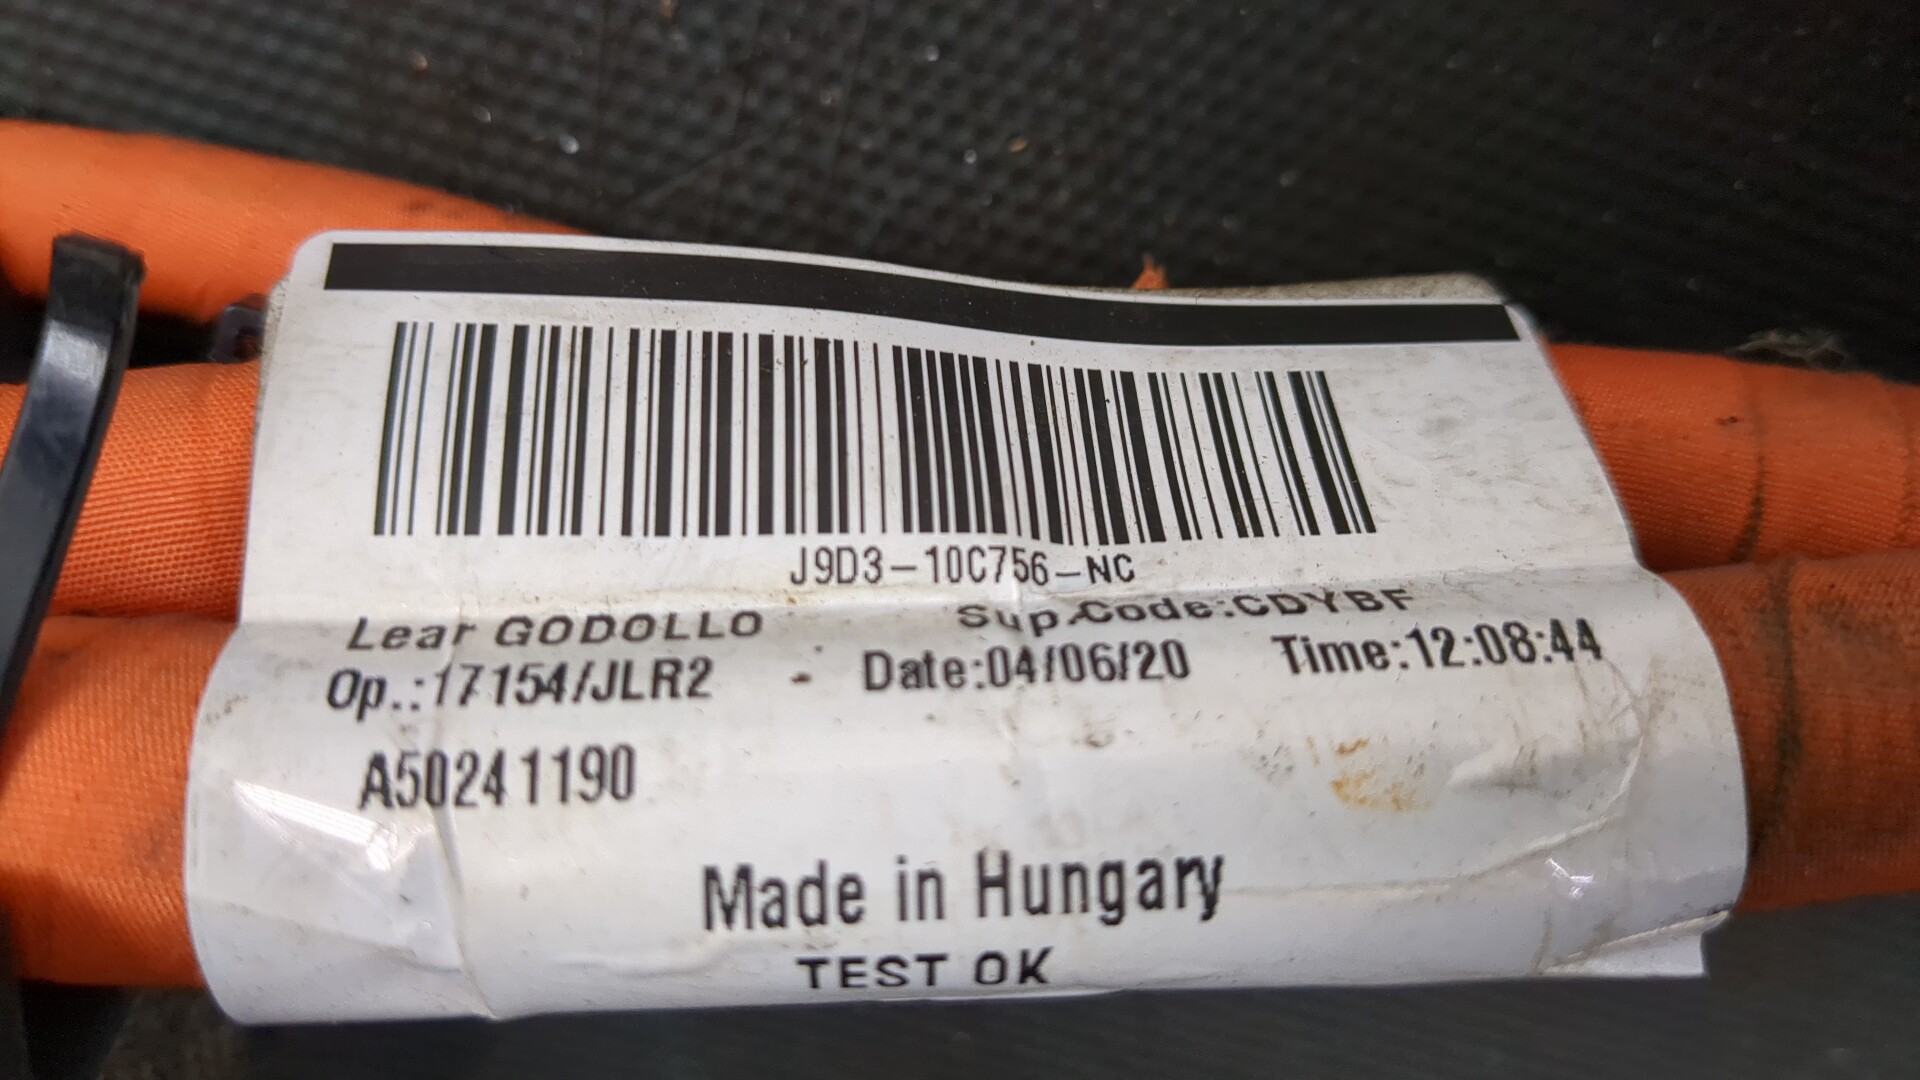 J9D3-10C756-NC
Lear GODOLLO Sup.Code:CDYBF
Op.:17154/JLR2 - Date:04/06/20 Time:12:08:44
A50241190
Made in Hungary
TEST OK